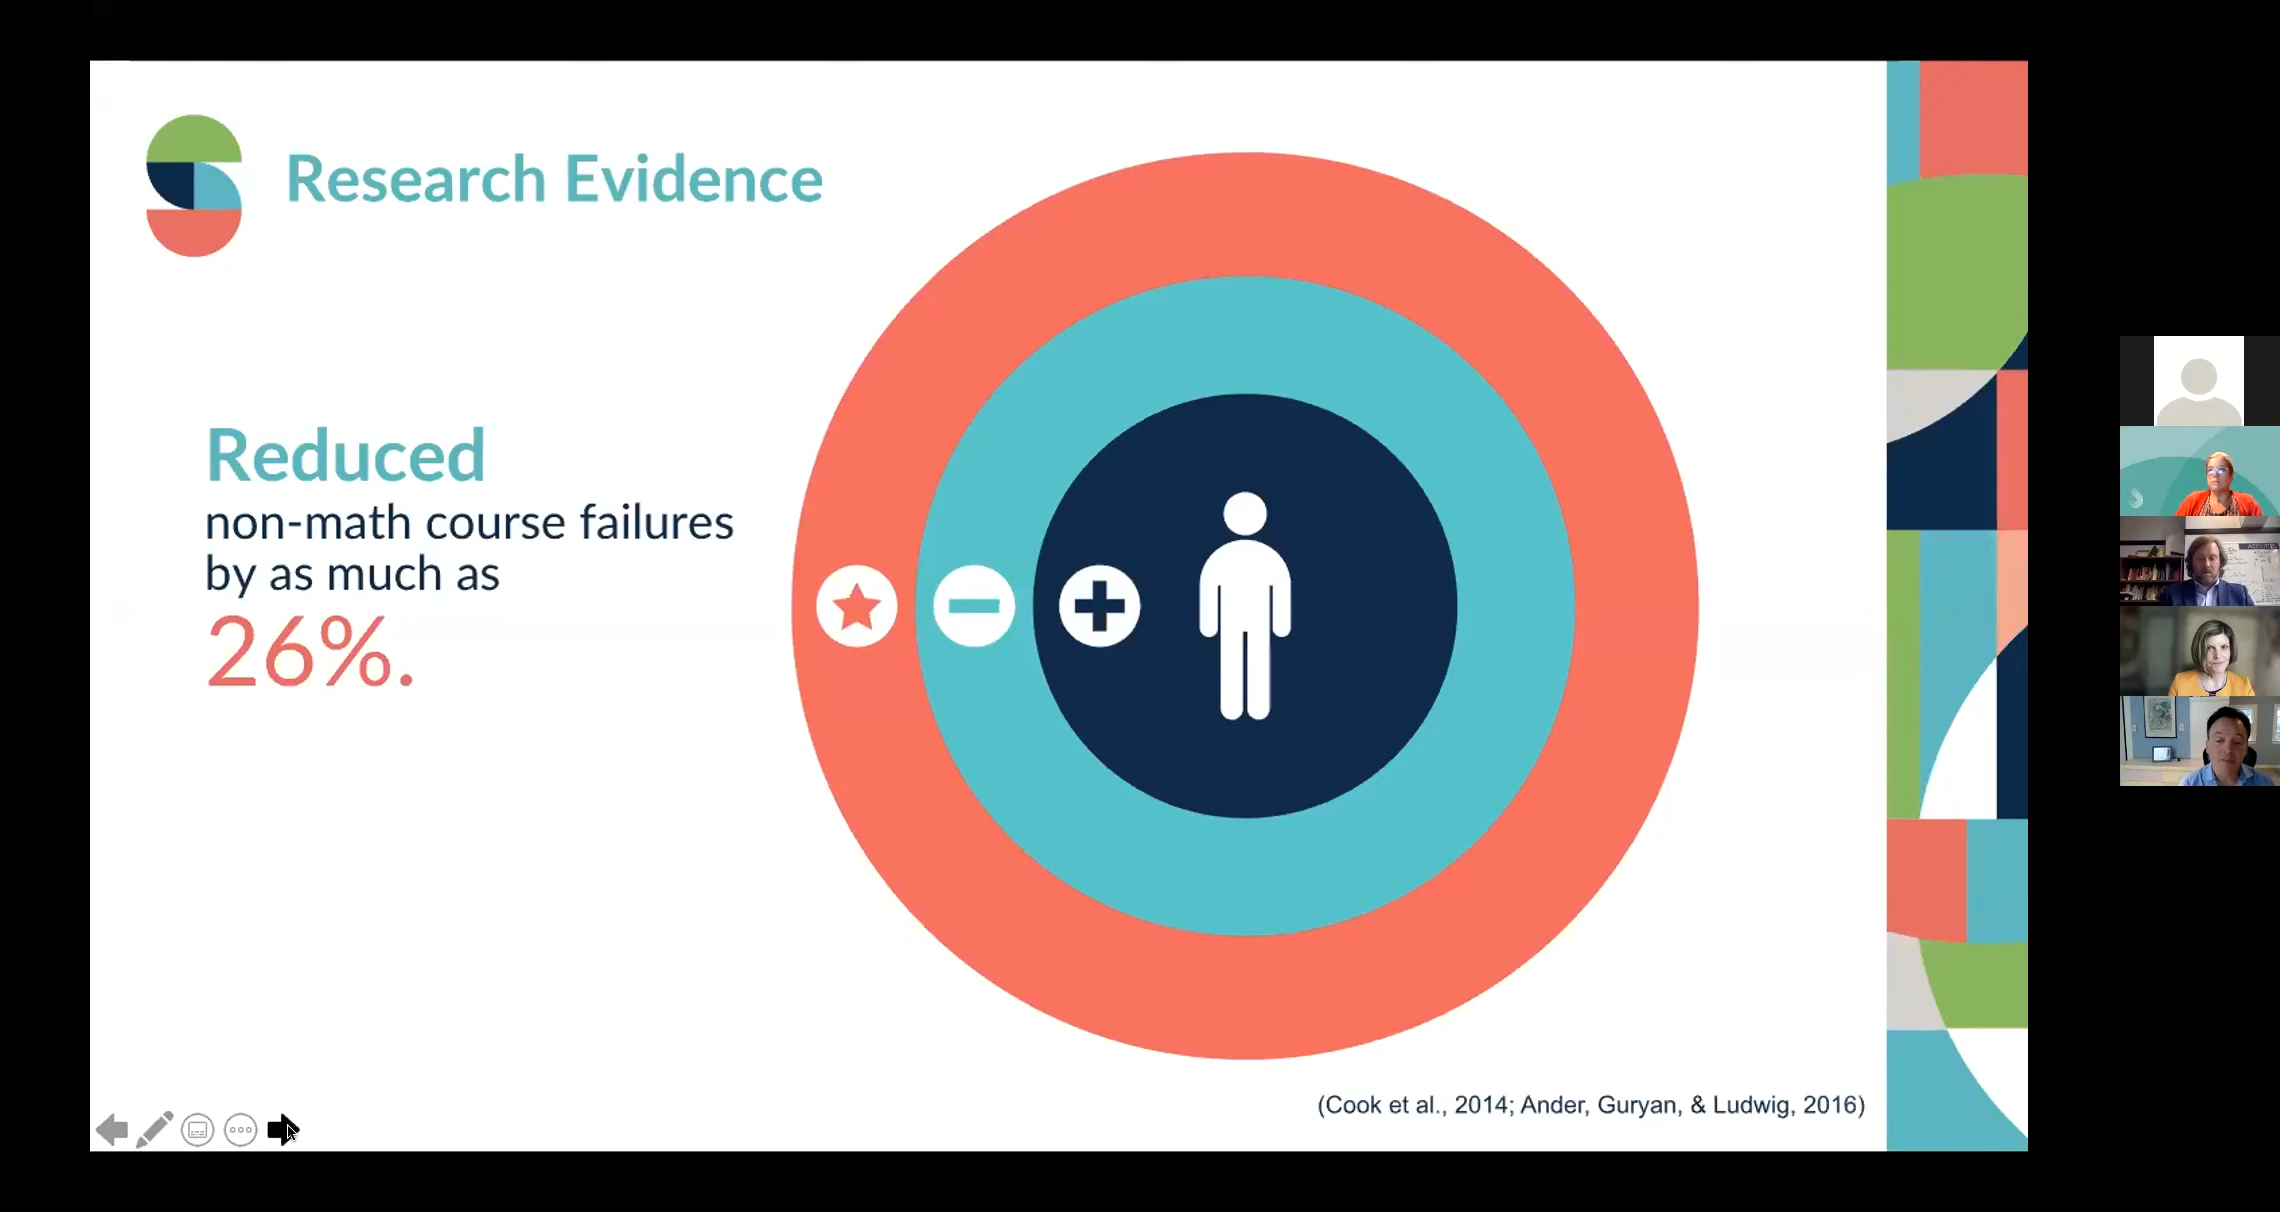 Research Evidence
Reduced
non-math course failures
by as much as
26%.
(Cook et al., 2014; Ander, Guryan, & Ludwig, 2016)